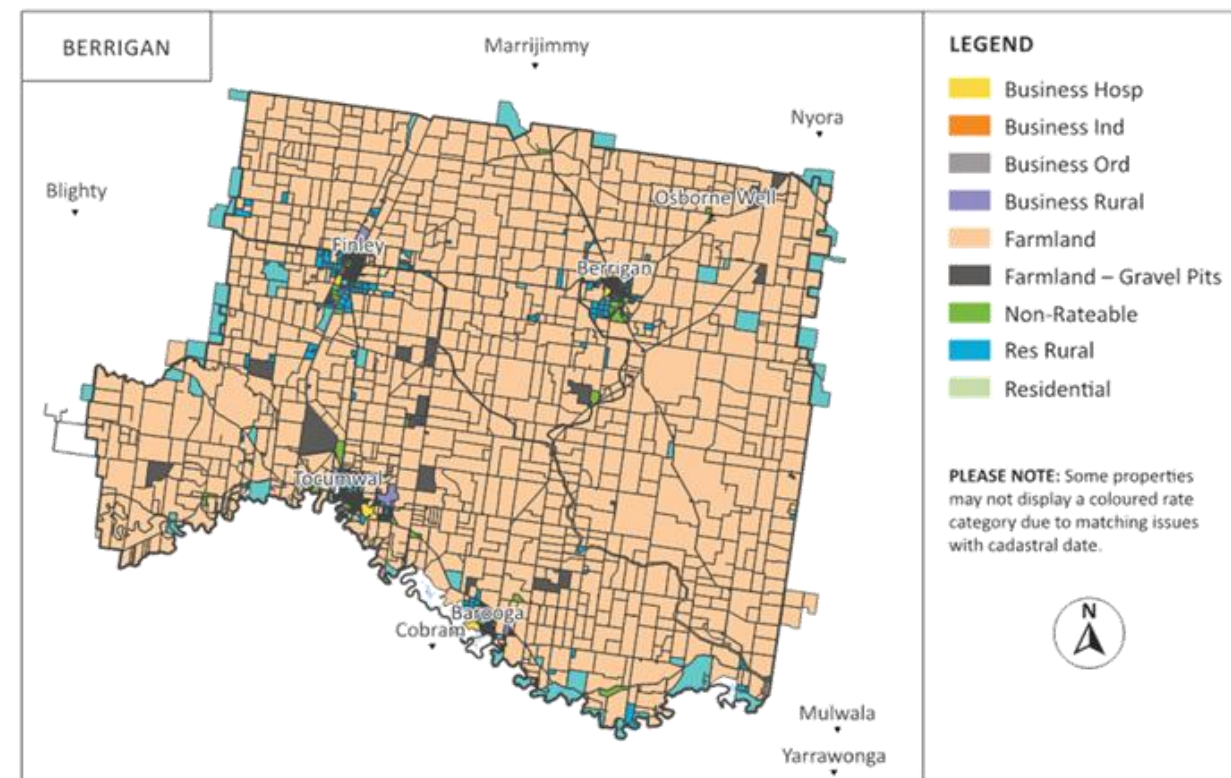 BERRIGAN
Marrijimmy
Nyora
Blighty
Osborne Well
Finley
Berrigan
Tocumwal
Barooga
Cobram
Mulwala
Yarrawonga
LEGEND
Business Hosp
Business Ind
Business Ord
Business Rural
Farmland
Farmland – Gravel Pits
Non-Rateable
Res Rural
Residential
PLEASE NOTE: Some properties
may not display a coloured rate
category due to matching issues
with cadastral date.
N